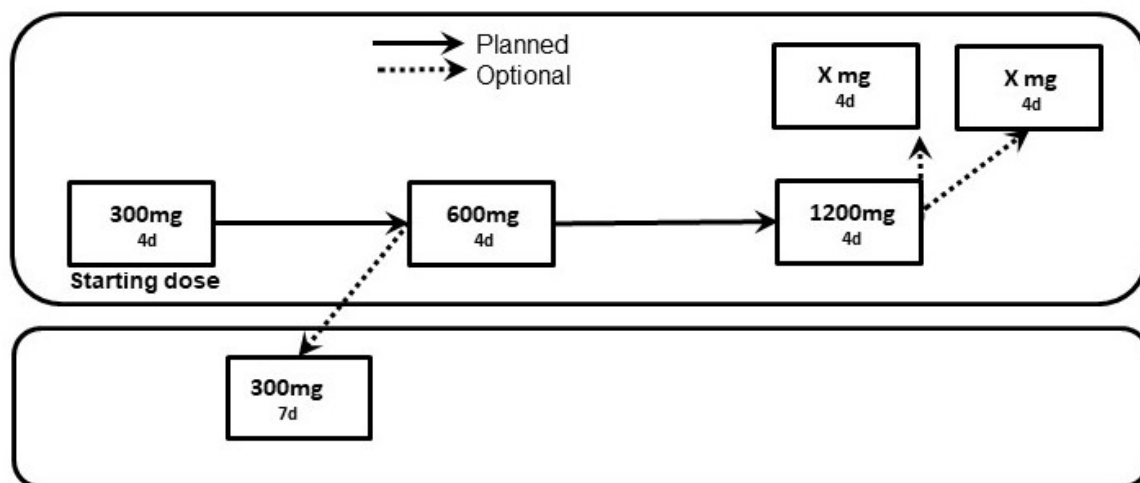 Planned
Optional
X mg
4d
X mg
4d
300mg
4d
Starting dose
600mg
4d
1200mg
4d
300mg
7d